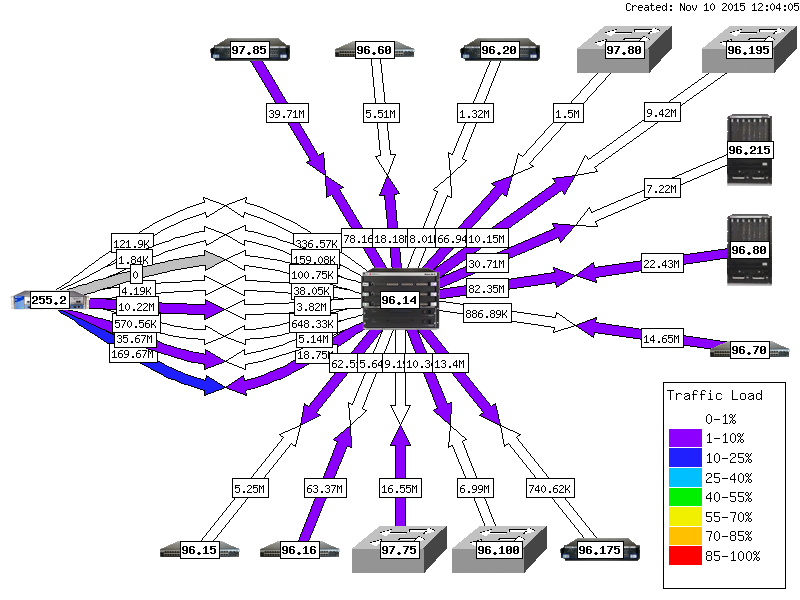 Created: Nov 10 2015 12:04:05
97.85
96.60
96.20
97.80
96.195
39.71M
5.51M
1.32M
1.5M
9.42M
96.215
7.22M
121.9K
336.57K
78.16
18.18M
8.01M
66.94
10.15M
96.80
1.84K
159.08K
30.71M
22.43M
0
100.75K
82.35M
4.19K
38.05K
255.2
96.14
10.22M
3.82M
886.89K
570.56K
648.33K
35.67M
5.14M
14.65M
96.70
169.67M
18.75M
62.5
5.64
9.1
10.3
13.4M
Traffic Load
0-1%
1-10%
10-25%
25-40%
40-55%
55-70%
70-85%
85-100%
5.25M
63.37M
16.55M
6.99M
740.62K
96.15
96.16
97.75
96.100
96.175